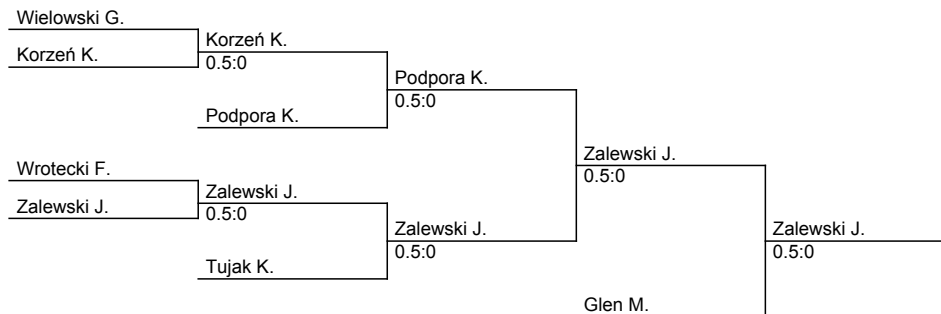 Wielowski G.
Korzeń K.
Korzeń K.
0.5:0
Podpora K.
0.5:0
Podpora K.
Zalewski J.
0.5:0
Wrotecki F.
Zalewski J.
Zalewski J.
0.5:0
Zalewski J.
0.5:0
Zalewski J.
0.5:0
Tujak K.
Glen M.